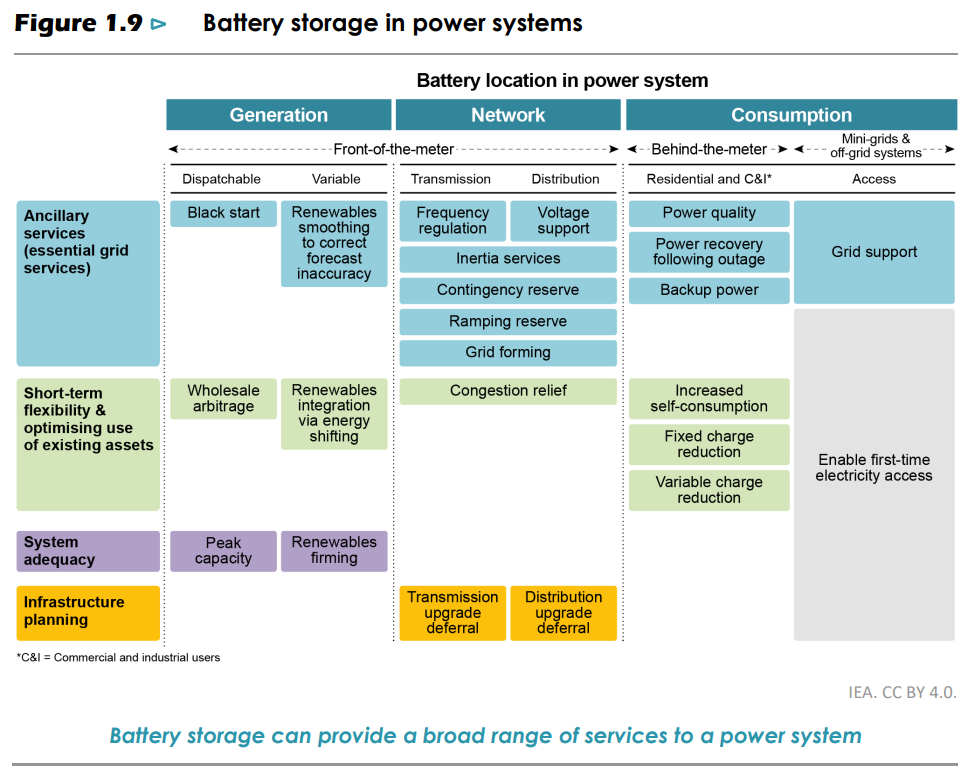 Figure 1.9 ▷ Battery storage in power systems
Battery location in power system
Generation
Network
Consumption
Front-of-the-meter
Behind-the-meter
Mini-grids &
off-grid systems
Dispatchable
Variable
Transmission
Distribution
Residential and C&I*
Access
Ancillary
services
(essential grid
services)
Black start
Renewables
smoothing
to correct
forecast
inaccuracy
Frequency
regulation
Voltage
support
Inertia services
Contingency reserve
Ramping reserve
Grid forming
Power quality
Power recovery
following outage
Backup power
Grid support
Short-term
flexibility &
optimising use
of existing assets
Wholesale
arbitrage
Renewables
integration
via energy
shifting
Congestion relief
Increased
self-consumption
Fixed charge
reduction
Variable charge
reduction
Enable first-time
electricity access
System
adequacy
Peak
capacity
Renewables
firming
Infrastructure
planning
Transmission
upgrade
deferral
Distribution
upgrade
deferral
*C&I = Commercial and industrial users
IEA. CC BY 4.0.
Battery storage can provide a broad range of services to a power system